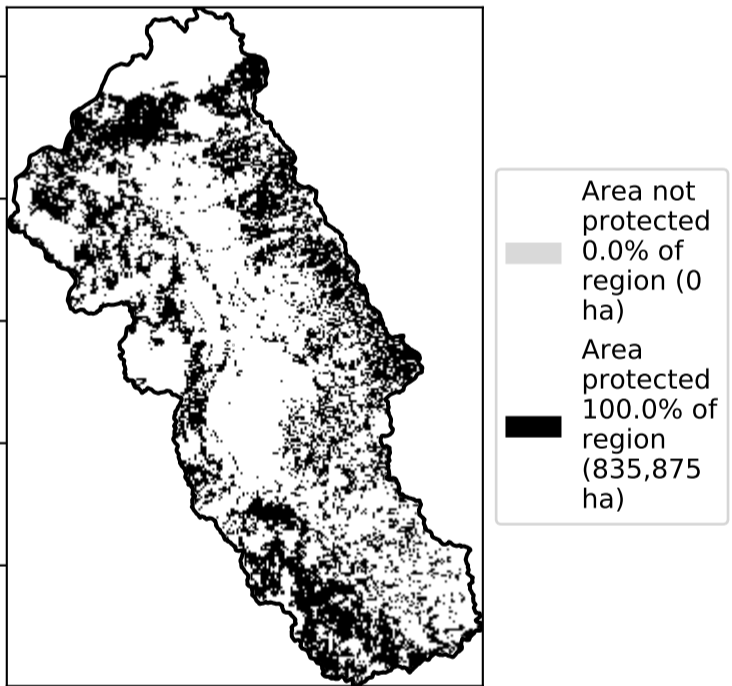 Area not
protected
0.0% of
region (0
ha)
Area
protected
100.0% of
region
(835,875
ha)